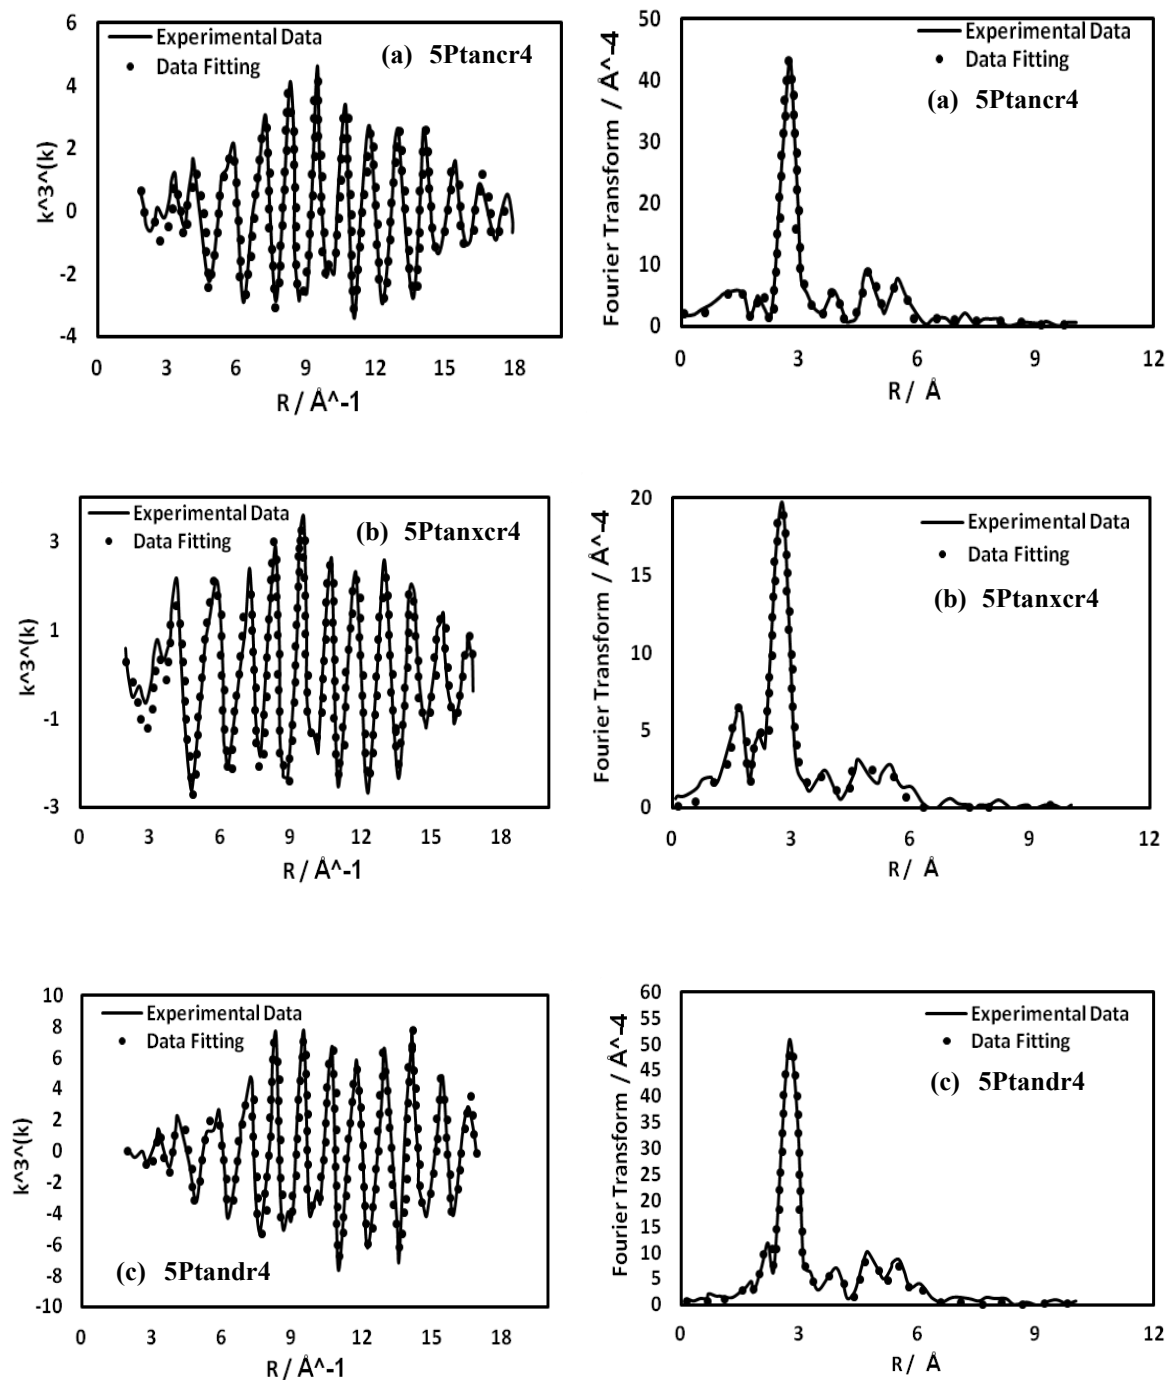 6
4
2
0
-2
-4
k^3^(k)
Experimental Data
Data Fitting
(a) 5Ptancr4
0 3 6 9 12 15 18
R / Å^-1
50
40
30
20
10
0
Fourier Transform / Å^-4
Experimental Data
Data Fitting
(a) 5Ptancr4
0 3 6 9 12
R / Å
3
1
-1
-3
k^3^(k)
Experimental Data
Data Fitting
(b) 5Ptanxcr4
0 3 6 9 12 15 18
R / Å^-1
20
15
10
5
0
Fourier Transform / Å^-4
Experimental Data
Data Fitting
(b) 5Ptanxcr4
0 3 6 9 12
R / Å
10
8
6
4
2
0
-2
-4
-6
-8
-10
k^3^(k)
Experimental Data
Data Fitting
(c) 5Ptandr4
0 3 6 9 12 15 18
R / Å^-1
60
55
50
45
40
35
30
25
20
15
10
5
0
Fourier Transform / Å^-4
Experimental Data
Data Fitting
(c) 5Ptandr4
0 3 6 9 12
R / Å